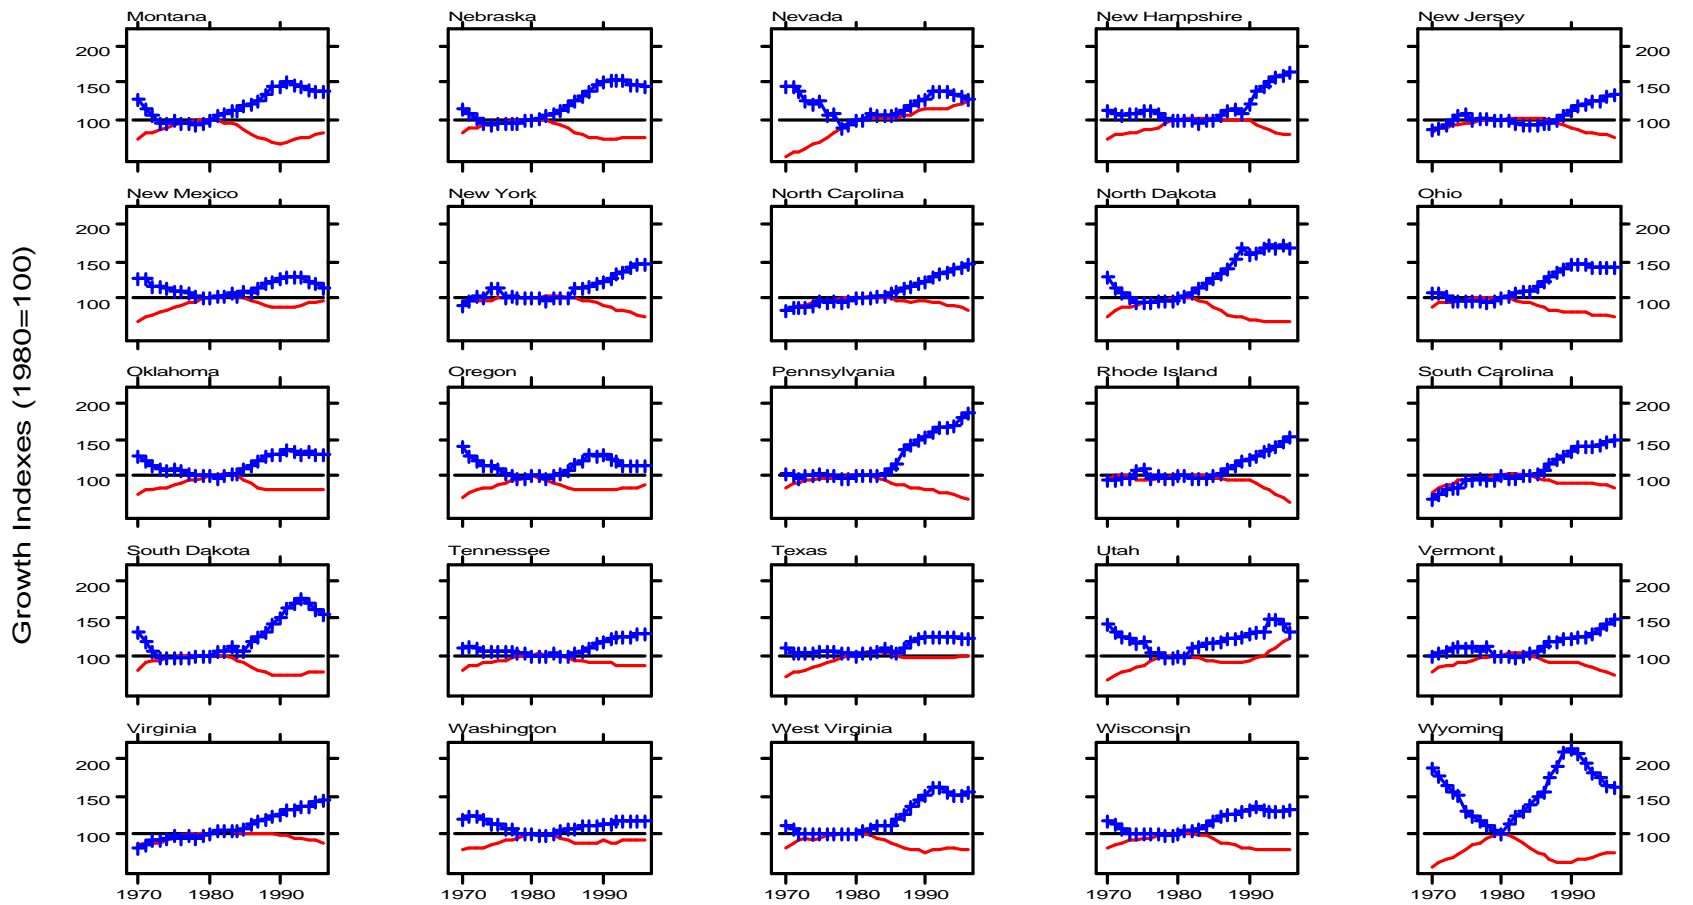 Growth Indexes (1980=100)
Montana Nebraska Nevada New Hampshire New Jersey
200 200
150 150
100 100
New Mexico New York North Carolina North Dakota Ohio
200 200
150 150
100 100
Oklahoma Oregon Pennsylvania Rhode Island South Carolina
200 200
150 150
100 100
South Dakota Tennessee Texas Utah Vermont
200 200
150 150
100 100
Virginia Washington West Virginia Wisconsin Wyoming
200 200
150 150
100 100
1970 1980 1990 1970 1980 1990 1970 1980 1990 1970 1980 1990 1970 1980 1990